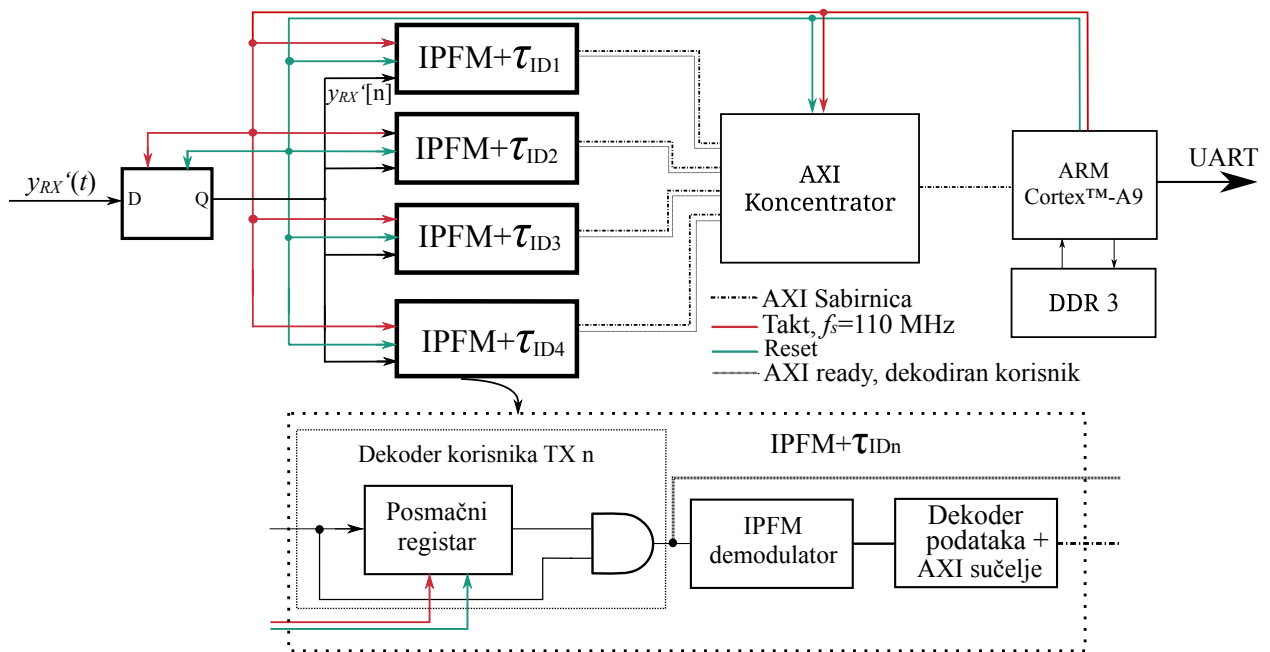 IPFM+τID1
yRX‘[n]
IPFM+τID2
yRX‘(t)
D
Q
IPFM+τID3
IPFM+τID4
AXI
Koncentrator
ARM
Cortex™-A9
UART
DDR 3
AXI Sabirnica
Takt, fs=110 MHz
Reset
AXI ready, dekodiran korisnik
Dekoder korisnika TX n
IPFM+τIDn
Posmačni
registar
IPFM
demodulator
Dekoder
podataka +
AXI sučelje